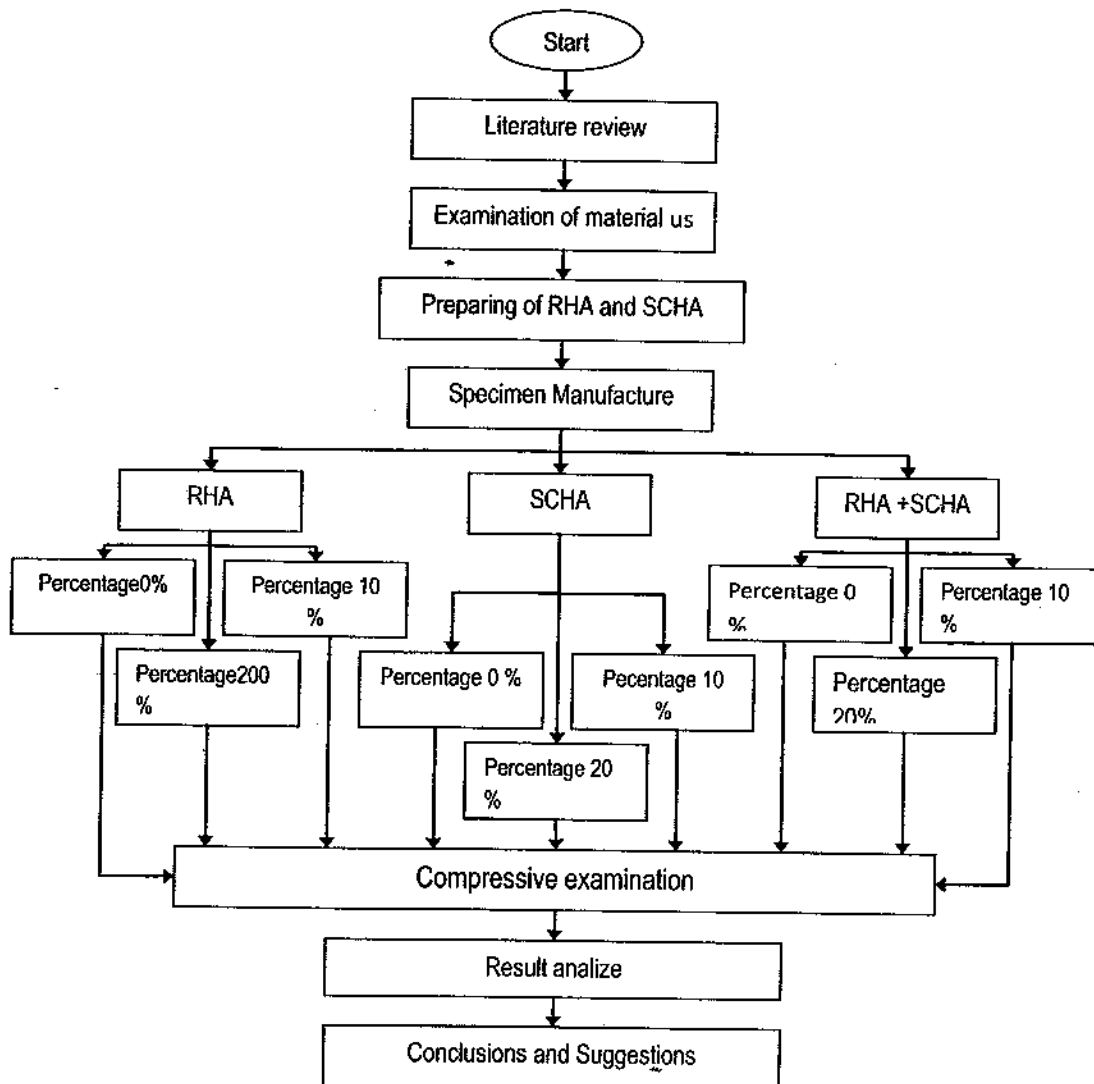 Start
Literature review
Examination of material us
Preparing of RHA and SCHA
Specimen Manufacture
RHA
SCHA
RHA +SCHA
Percentage0%
Percentage 10
%
Percentage200
%
Percentage 0 %
Pecentage 10
%
Percentage 20
%
Percentage 0
%
Percentage 10
%
Percentage
20%
Compressive examination
Result analize
Conclusions and Suggestions